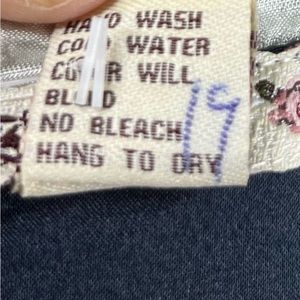 HAND WASH
COLD WATER
COLOR WILL
BLEED
NO BLEACH
HANG TO DRY
19